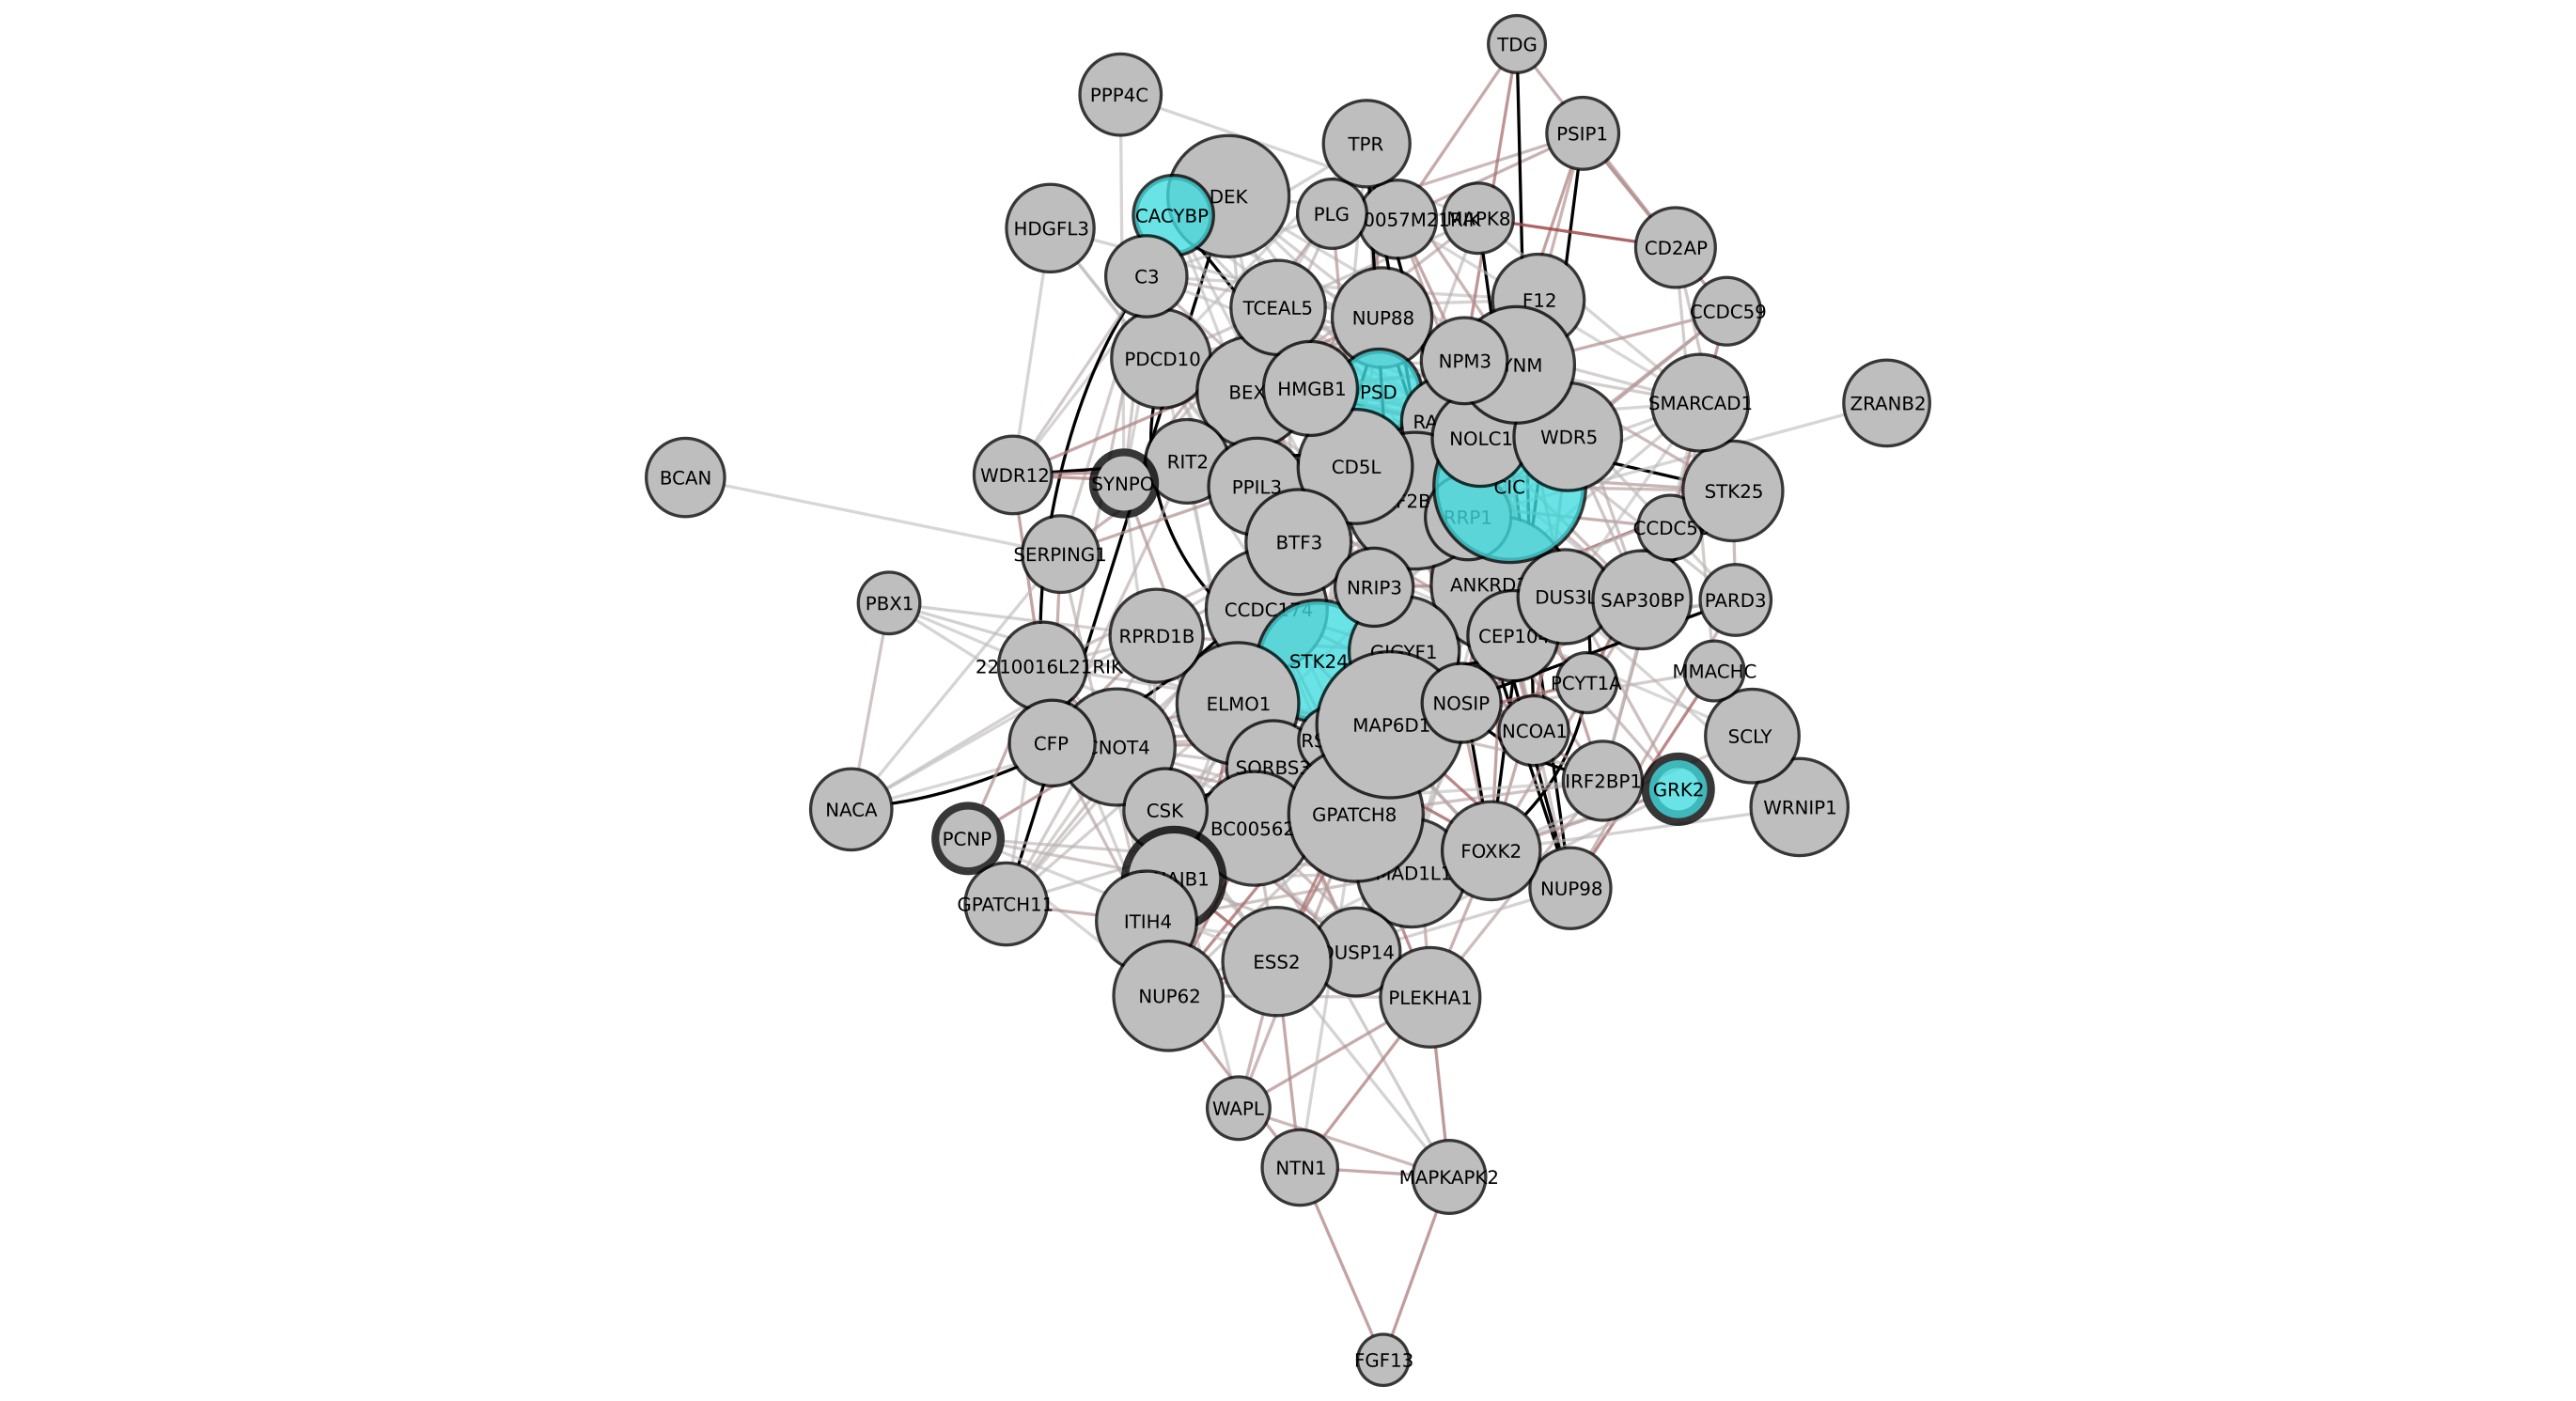 TDG
PPP4C
PSIP1
TPR
DEK
CACYBP
PLG
0057M21RIK
MAPK8
HDGFL3
CD2AP
C3
F12
TCEAL5
CCDC59
NUP88
PDCD10
NPM3
YNM
HMGB1
BEX
PSD
SMARCAD1
ZRANB2
RA
NOLC1
WDR5
RIT2
CD5L
BCAN
WDR12
SYNPO
PPIL3
CIC
STK25
F2B
RRP1
CCDC5
BTF3
SERPING1
NRIP3
ANKRD
DUS3L
SAP30BP
PARD3
PBX1
CCDC174
RPRD1B
CEP104
GIGYF1
STK24
2210016L21RIK
MMACHC
PCYT1A
ELMO1
NOSIP
MAP6D1
NCOA1
SCLY
CFP
CNOT4
RS
SORBS3
IRF2BP1
GRK2
NACA
CSK
WRNIP1
GPATCH8
BC00562
PCNP
FOXK2
MAD1L1
AIB1
NUP98
GPATCH11
ITIH4
DUSP14
ESS2
NUP62
PLEKHA1
WAPL
NTN1
MAPKAPK2
FGF13